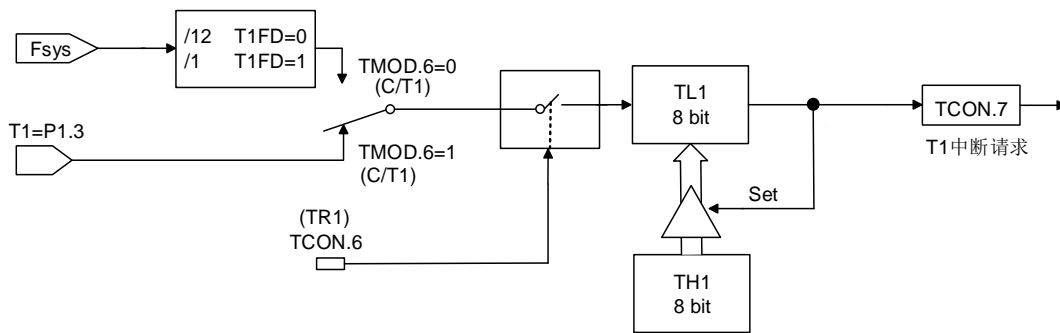 Fsys
/12 T1FD=0
/1 T1FD=1
TMOD.6=0
(C/T1)
T1=P1.3
TMOD.6=1
(C/T1)
(TR1)
TCON.6
TL1
8 bit
TCON.7
T1中断请求
Set
TH1
8 bit